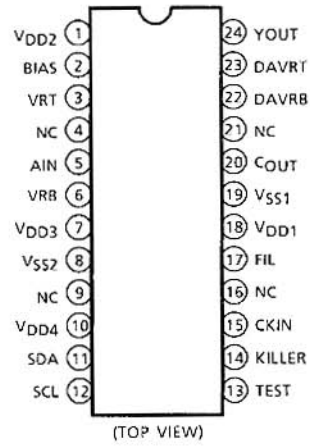 VDD2 1 24 YOUT
BIAS 2 23 DAVRT
VRT 3 22 DAVRB
NC 4 21 NC
AIN 5 20 COUT
VRB 6 19 VSS1
VDD3 7 18 VDD1
VSS2 8 17 FIL
NC 9 16 NC
VDD4 10 15 CKIN
SDA 11 14 KILLER
SCL 12 13 TEST
(TOP VIEW)